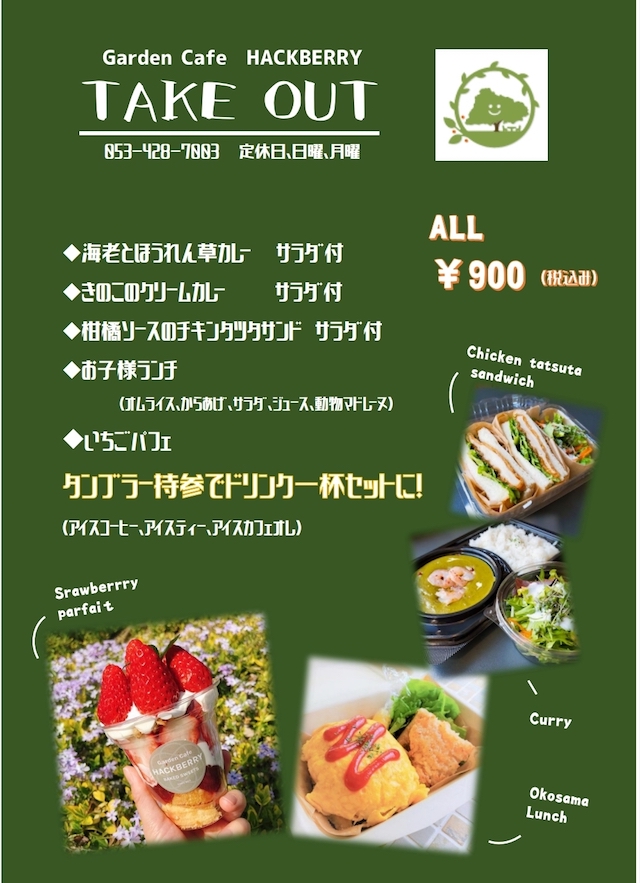 Garden Cafe HACKBERRY
TAKE OUT
053-428-7003 定休日、日曜、月曜
ALL
¥900 (税込み)
◆海老とほうれん草カレー サラダ付
◆きのこのクリームカレー サラダ付
◆柑橘ソースのチキンタツタサンド サラダ付
◆お子様ランチ
(オムライス、からあげ、サラダ、ジュース、動物マドレーヌ)
◆いちごパフェ
タンブラー持参でドリンク一杯セットに!
(アイスコーヒー、アイスティー、アイスカフェオレ)
Chicken tatsuta
sandwich
Srawberrry
parfait
Garden Cafe
HACKBERRY
Curry
Okosama
Lunch